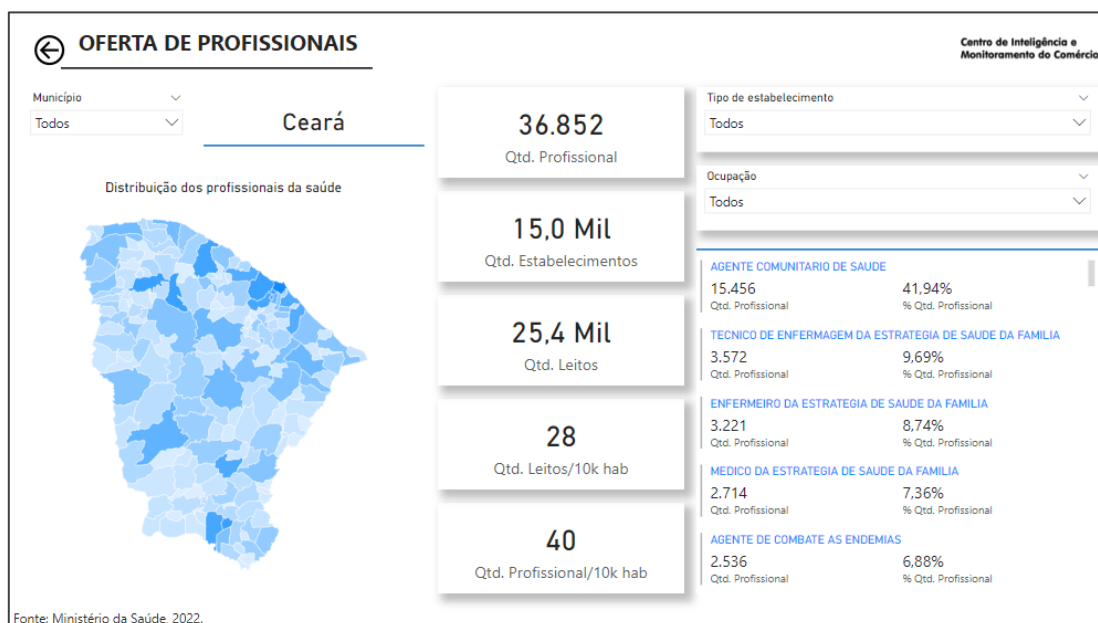 OFERTA DE PROFISSIONAIS
Centro de Inteligência e
Monitoramento do Comércio
Município
Todos
Ceará
Distribuição dos profissionais da saúde
36.852
Qtd. Profissional
15,0 Mil
Qtd. Estabelecimentos
25,4 Mil
Qtd. Leitos
28
Qtd. Leitos/10k hab
40
Qtd. Profissional/10k hab
Tipo de estabelecimento
Todos
Ocupação
Todos
AGENTE COMUNITARIO DE SAUDE
15.456 41,94%
Qtd. Profissional % Qtd. Profissional
TECNICO DE ENFERMAGEM DA ESTRATEGIA DE SAUDE DA FAMILIA
3.572 9,69%
Qtd. Profissional % Qtd. Profissional
ENFERMEIRO DA ESTRATEGIA DE SAUDE DA FAMILIA
3.221 8,74%
Qtd. Profissional % Qtd. Profissional
MEDICO DA ESTRATEGIA DE SAUDE DA FAMILIA
2.714 7,36%
Qtd. Profissional % Qtd. Profissional
AGENTE DE COMBATE AS ENDEMIAS
2.536 6,88%
Qtd. Profissional % Qtd. Profissional
Fonte: Ministério da Saúde, 2022.